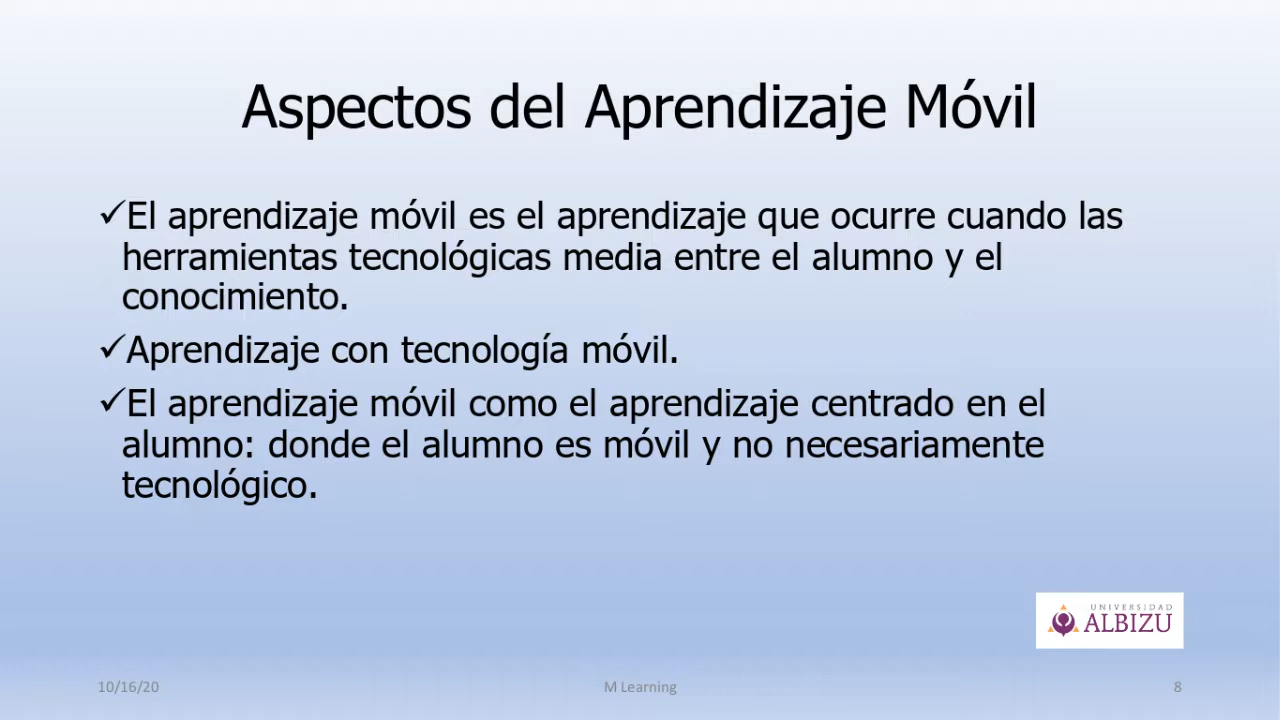 Aspectos del Aprendizaje Móvil
✓El aprendizaje móvil es el aprendizaje que ocurre cuando las
herramientas tecnológicas media entre el alumno y el
conocimiento.
✓Aprendizaje con tecnología móvil.
✓El aprendizaje móvil como el aprendizaje centrado en el
alumno: donde el alumno es móvil y no necesariamente
tecnológico.
UNIVERSIDAD
ALBIZU
10/16/20 M Learning 8